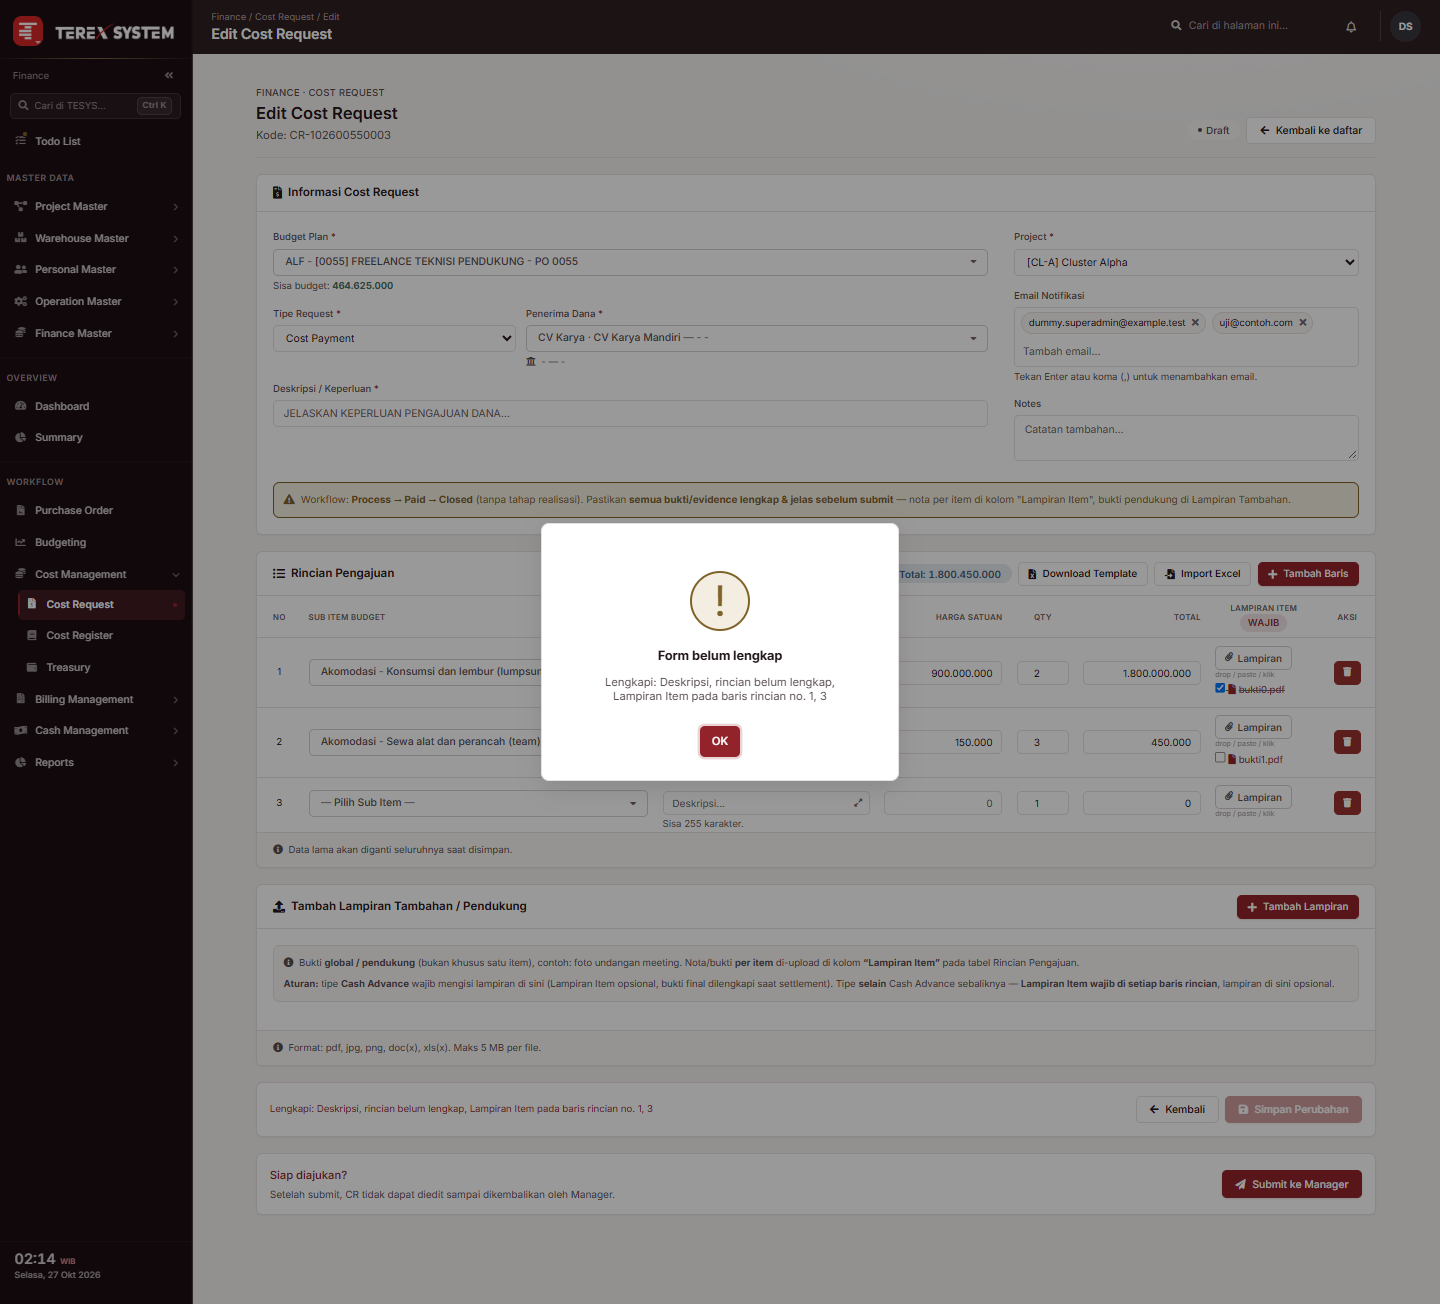 TEREX SYSTEM
Finance
Cari di TESYS...
Ctrl K
Todo List
MASTER DATA
Project Master
Warehouse Master
Personal Master
Operation Master
Finance Master
OVERVIEW
Dashboard
Summary
WORKFLOW
Purchase Order
Budgeting
Cost Management
Cost Request
Cost Register
Treasury
Billing Management
Cash Management
Reports
02:14 WIB
Selasa, 27 Okt 2026
Finance / Cost Request / Edit
Edit Cost Request
Cari di halaman ini...
DS
FINANCE · COST REQUEST
Edit Cost Request
Kode: CR-102600550003
• Draft
Kembali ke daftar
Informasi Cost Request
Budget Plan *
ALF - [0055] FREELANCE TEKNISI PENDUKUNG - PO 0055
Sisa budget: 464.625.000
Tipe Request *
Cost Payment
Penerima Dana *
CV Karya · CV Karya Mandiri — - -
- — -
Deskripsi / Keperluan *
JELASKAN KEPERLUAN PENGAJUAN DANA...
Project *
[CL-A] Cluster Alpha
Email Notifikasi
dummy.superadmin@example.test
uji@contoh.com
Tambah email...
Tekan Enter atau koma (,) untuk menambahkan email.
Notes
Catatan tambahan...
Workflow: Process → Paid → Closed (tanpa tahap realisasi). Pastikan semua bukti/evidence lengkap & jelas sebelum submit — nota per item di kolom "Lampiran Item", bukti pendukung di Lampiran Tambahan.
Rincian Pengajuan
Total: 1.800.450.000
Download Template
Import Excel
Tambah Baris
NO
SUB ITEM BUDGET
HARGA SATUAN
QTY
TOTAL
LAMPIRAN ITEM
WAJIB
AKSI
1
Akomodasi - Konsumsi dan lembur (lumpsum
900.000.000
2
1.800.000.000
Lampiran
drop / paste / klik
bukti0.pdf
2
Akomodasi - Sewa alat dan perancah (team)
150.000
3
450.000
Lampiran
drop / paste / klik
bukti1.pdf
3
— Pilih Sub Item —
Deskripsi...
Sisa 255 karakter.
0
1
0
Lampiran
drop / paste / klik
Data lama akan diganti seluruhnya saat disimpan.
Form belum lengkap
Lengkapi: Deskripsi, rincian belum lengkap,
Lampiran Item pada baris rincian no. 1, 3
OK
Tambah Lampiran Tambahan / Pendukung
Tambah Lampiran
Bukti global / pendukung (bukan khusus satu item), contoh: foto undangan meeting. Nota/bukti per item di-upload di kolom “Lampiran Item” pada tabel Rincian Pengajuan.
Aturan: tipe Cash Advance wajib mengisi lampiran di sini (Lampiran Item opsional, bukti final dilengkapi saat settlement). Tipe selain Cash Advance sebaliknya — Lampiran Item wajib di setiap baris rincian, lampiran di sini opsional.
Format: pdf, jpg, png, doc(x), xls(x). Maks 5 MB per file.
Lengkapi: Deskripsi, rincian belum lengkap, Lampiran Item pada baris rincian no. 1, 3
Kembali
Simpan Perubahan
Siap diajukan?
Setelah submit, CR tidak dapat diedit sampai dikembalikan oleh Manager.
Submit ke Manager